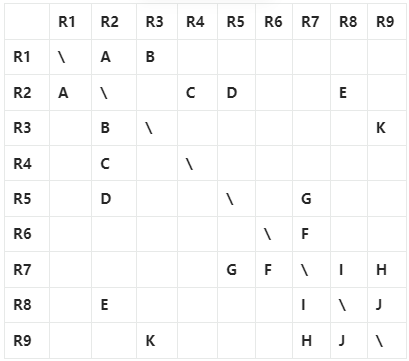 R1 R2 R3 R4 R5 R6 R7 R8 R9
R1 \ A B
R2 A \ C D E
R3 B \ K
R4 C \
R5 D \ G
R6 \ F
R7 G F \ I H
R8 E I \ J
R9 K H J \